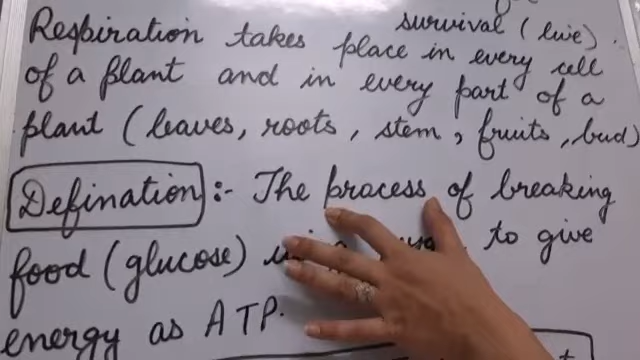 survival (live).
Respiration takes place in every cell
of a plant and in every part of a
plant (leaves, roots, stem, fruits, bud)
Defination :- The process of breaking
food (glucose) to give
energy as ATP.